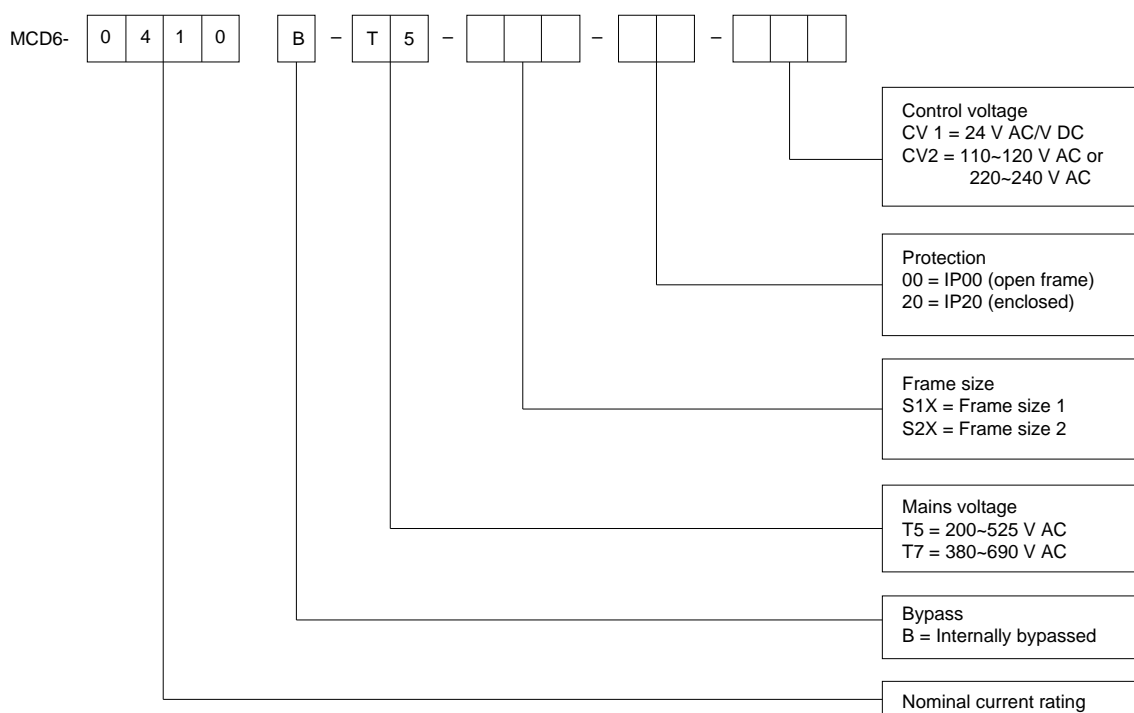 MCD6- 0 4 1 0 B – T 5 – – –
Control voltage
CV 1 = 24 V AC/V DC
CV2 = 110~120 V AC or
220~240 V AC
Protection
00 = IP00 (open frame)
20 = IP20 (enclosed)
Frame size
S1X = Frame size 1
S2X = Frame size 2
Mains voltage
T5 = 200~525 V AC
T7 = 380~690 V AC
Bypass
B = Internally bypassed
Nominal current rating